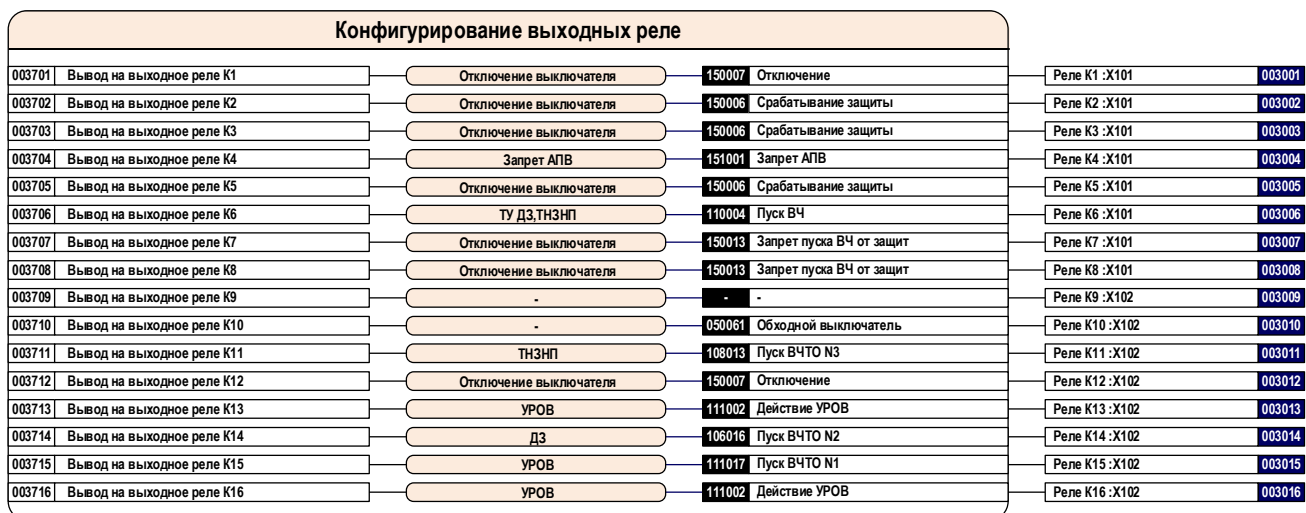 Конфигурирование выходных реле
003701 Вывод на выходное реле К1 Отключение выключателя 150007 Отключение Реле К1 :X101 003001
003702 Вывод на выходное реле К2 Отключение выключателя 150006 Срабатывание защиты Реле К2 :X101 003002
003703 Вывод на выходное реле К3 Отключение выключателя 150006 Срабатывание защиты Реле К3 :X101 003003
003704 Вывод на выходное реле К4 Запрет АПВ 151001 Запрет АПВ Реле К4 :X101 003004
003705 Вывод на выходное реле К5 Отключение выключателя 150006 Срабатывание защиты Реле К5 :X101 003005
003706 Вывод на выходное реле К6 ТУ ДЗ,ТНЗНП 110004 Пуск ВЧ Реле К6 :X101 003006
003707 Вывод на выходное реле К7 Отключение выключателя 150013 Запрет пуска ВЧ от защит Реле К7 :X101 003007
003708 Вывод на выходное реле К8 Отключение выключателя 150013 Запрет пуска ВЧ от защит Реле К8 :X101 003008
003709 Вывод на выходное реле К9 - - - Реле К9 :X102 003009
003710 Вывод на выходное реле К10 - 050061 Обходной выключатель Реле К10 :X102 003010
003711 Вывод на выходное реле К11 ТНЗНП 108013 Пуск ВЧТО N3 Реле К11 :X102 003011
003712 Вывод на выходное реле К12 Отключение выключателя 150007 Отключение Реле К12 :X102 003012
003713 Вывод на выходное реле К13 УРОВ 111002 Действие УРОВ Реле К13 :X102 003013
003714 Вывод на выходное реле К14 ДЗ 106016 Пуск ВЧТО N2 Реле К14 :X102 003014
003715 Вывод на выходное реле К15 УРОВ 111017 Пуск ВЧТО N1 Реле К15 :X102 003015
003716 Вывод на выходное реле К16 УРОВ 111002 Действие УРОВ Реле К16 :X102 003016